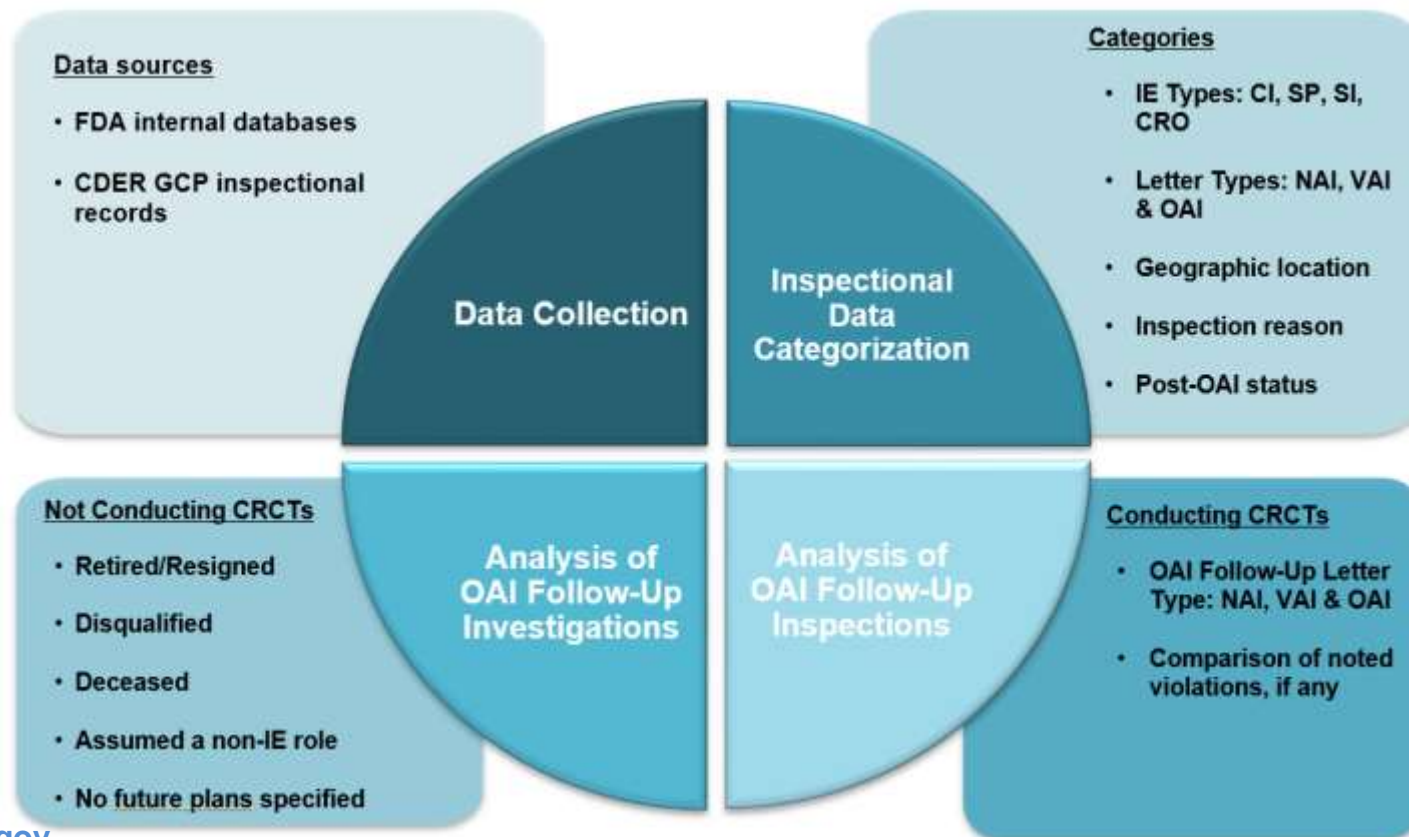 Data sources
• FDA internal databases
• CDER GCP inspectional
records
Data Collection
Inspectional
Data
Categorization
Categories
• IE Types: CI, SP, SI,
CRO
• Letter Types: NAI, VAI
& OAI
• Geographic location
• Inspection reason
• Post-OAI status
Not Conducting CRCTs
• Retired/Resigned
• Disqualified
• Deceased
• Assumed a non-IE role
• No future plans specified
Analysis of
OAI Follow-Up
Investigations
Analysis of
OAI Follow-Up
Inspections
Conducting CRCTs
• OAI Follow-Up Letter
Type: NAI, VAI & OAI
• Comparison of noted
violations, if any